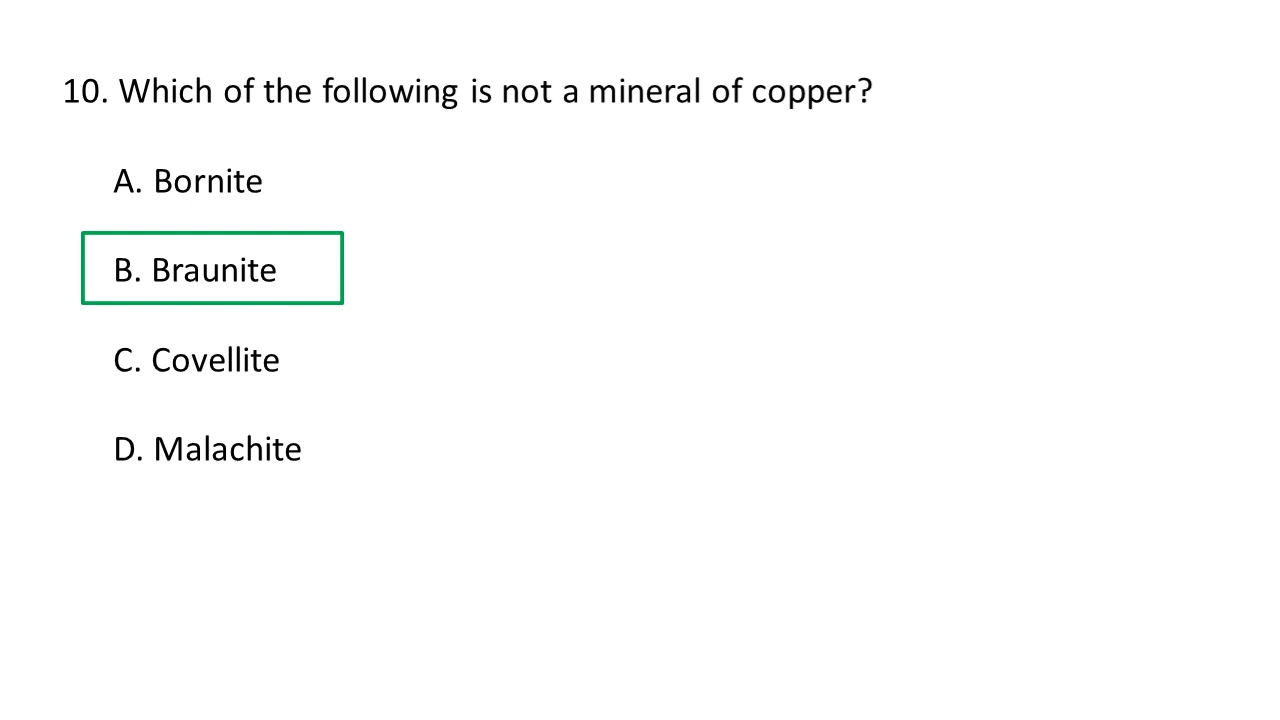 10. Which of the following is not a mineral of copper?
A. Bornite
B. Braunite
C. Covellite
D. Malachite